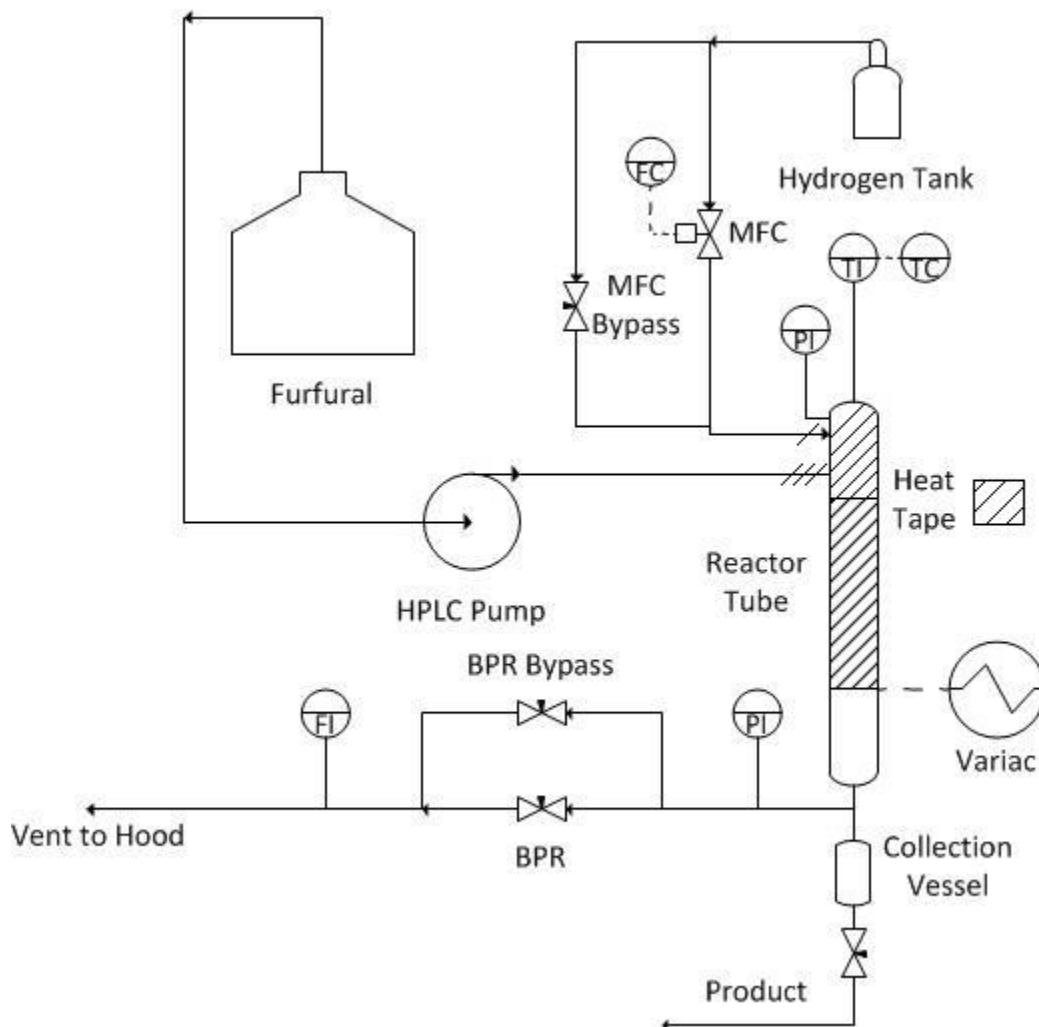 FC
Hydrogen Tank
MFC
TI
TC
MFC
Bypass
PI
Furfural
Heat
Tape
Reactor
Tube
HPLC Pump
BPR Bypass
FI
PI
Variac
Vent to Hood
BPR
Collection
Vessel
Product